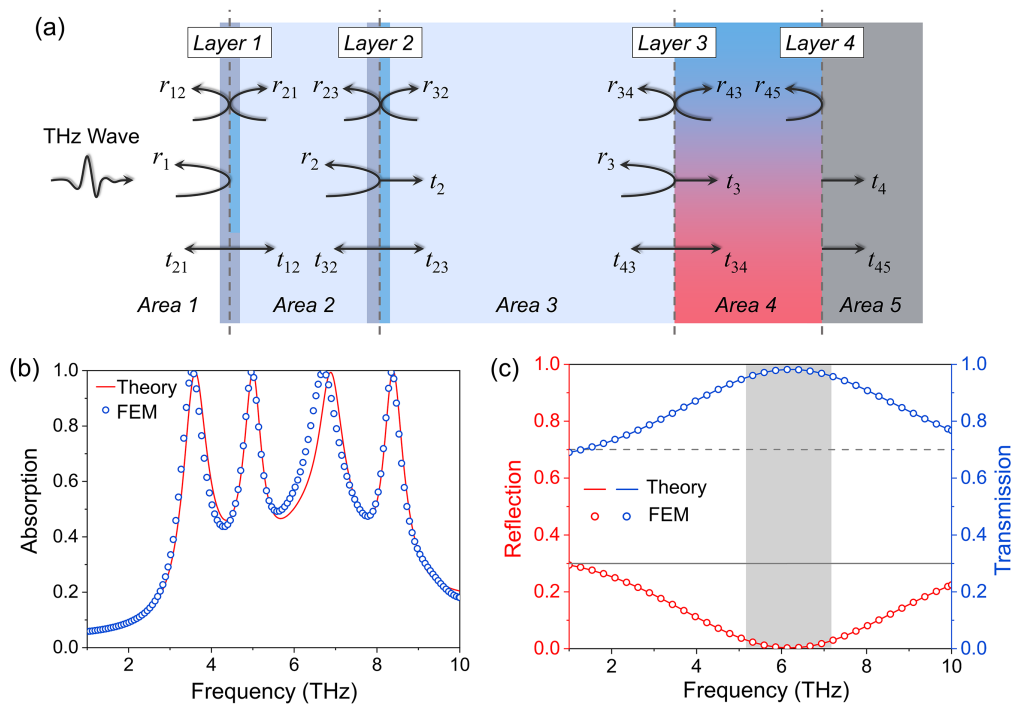 (a)
Layer 1 Layer 2 Layer 3 Layer 4
r12 r21 r23 r32 r34 r43 r45
THz Wave
r1 r2 t2 r3 t3 t4
t21 t12 t32 t23 t43 t34 t45
Area 1 Area 2 Area 3 Area 4 Area 5
(b)
1.0
0.8
0.6
0.4
0.2
0.0
Absorption
Theory
FEM
2 4 6 8 10
Frequency (THz)
(c)
1.0
0.8
0.6
0.4
0.2
0.0
Reflection
Theory
FEM
1.0
0.8
0.6
0.4
0.2
0.0
Transmission
2 4 6 8 10
Frequency (THz)